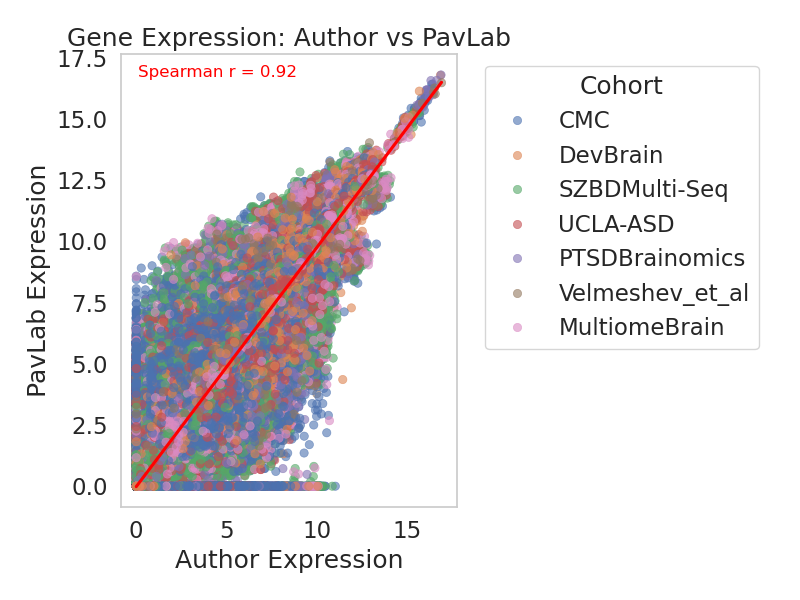 Gene Expression: Author vs PavLab
Spearman r = 0.92
17.5
15.0
12.5
10.0
7.5
5.0
2.5
0.0
PavLab Expression
0 5 10 15
Author Expression
Cohort
CMC
DevBrain
SZBDMulti-Seq
UCLA-ASD
PTSDBrainomics
Velmeshev_et_al
MultiomeBrain